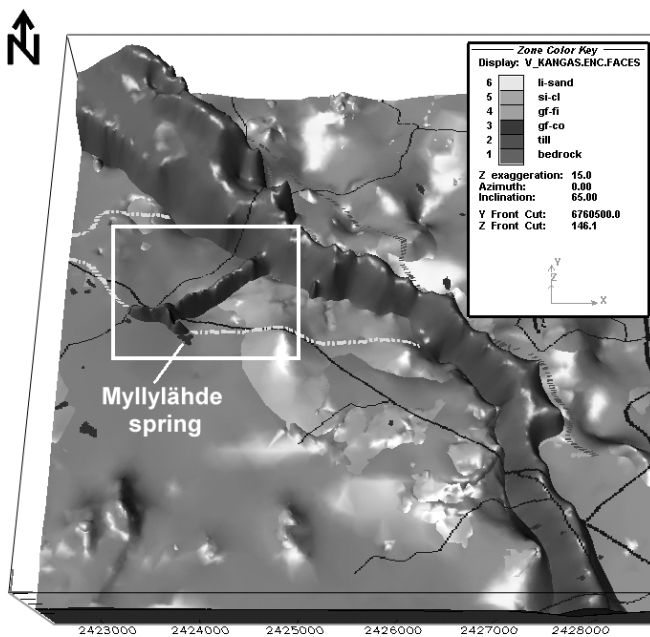 N
Zone Color Key
Display: V_KANGAS.ENC.FACES
6 li-sand
5 si-cl
4 gf-fi
3 gf-co
2 till
1 bedrock
Z exaggeration: 15.0
Azimuth: 0.00
Inclination: 65.00
Y Front Cut: 6760500.0
Z Front Cut: 146.1
Y
Z
X
Myllylähde
spring
2423000 2424000 2425000 2426000 2427000 2428000